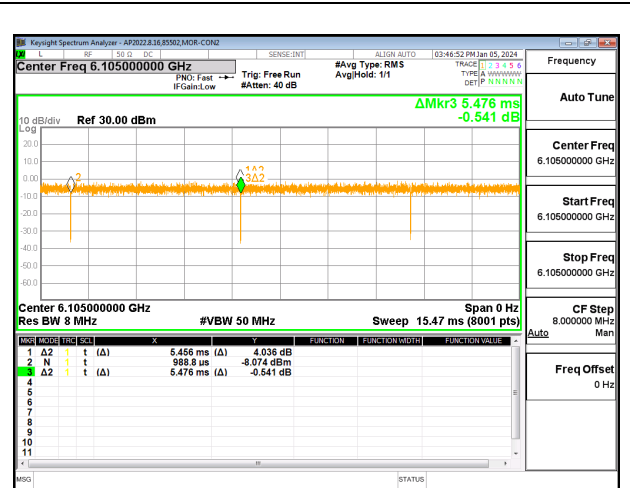 Keysight Spectrum Analyzer - AP2022.8.16,85502,MOR-CON2
LXI L RF 50 Ω DC SENSE:INT ALIGN AUTO 03:46:52 PM Jan 05, 2024
Center Freq 6.105000000 GHz
PNO: Fast
IFGain:Low
Trig: Free Run
#Atten: 40 dB
#Avg Type: RMS
Avg|Hold: 1/1
TRACE 1 2 3 4 5 6
TYPE A WWWWW
DET P N N N N N
Frequency
ΔMkr3 5.476 ms
-0.541 dB
10 dB/div Ref 30.00 dBm
Log
20.0
10.0
0.00
-10.0
-20.0
-30.0
-40.0
-50.0
-60.0
2
1Δ2
3Δ2
Center 6.105000000 GHz Span 0 Hz
Res BW 8 MHz #VBW 50 MHz Sweep 15.47 ms (8001 pts)
MKR MODE TRC SCL X Y FUNCTION FUNCTION WIDTH FUNCTION VALUE
1 Δ2 1 t (Δ) 5.456 ms (Δ) 4.036 dB
2 N 1 t 988.8 µs -8.074 dBm
3 Δ2 1 t (Δ) 5.476 ms (Δ) -0.541 dB
4
5
6
7
8
9
10
11
MSG STATUS
Auto Tune
Center Freq
6.105000000 GHz
Start Freq
6.105000000 GHz
Stop Freq
6.105000000 GHz
CF Step
8.000000 MHz
Auto Man
Freq Offset
0 Hz